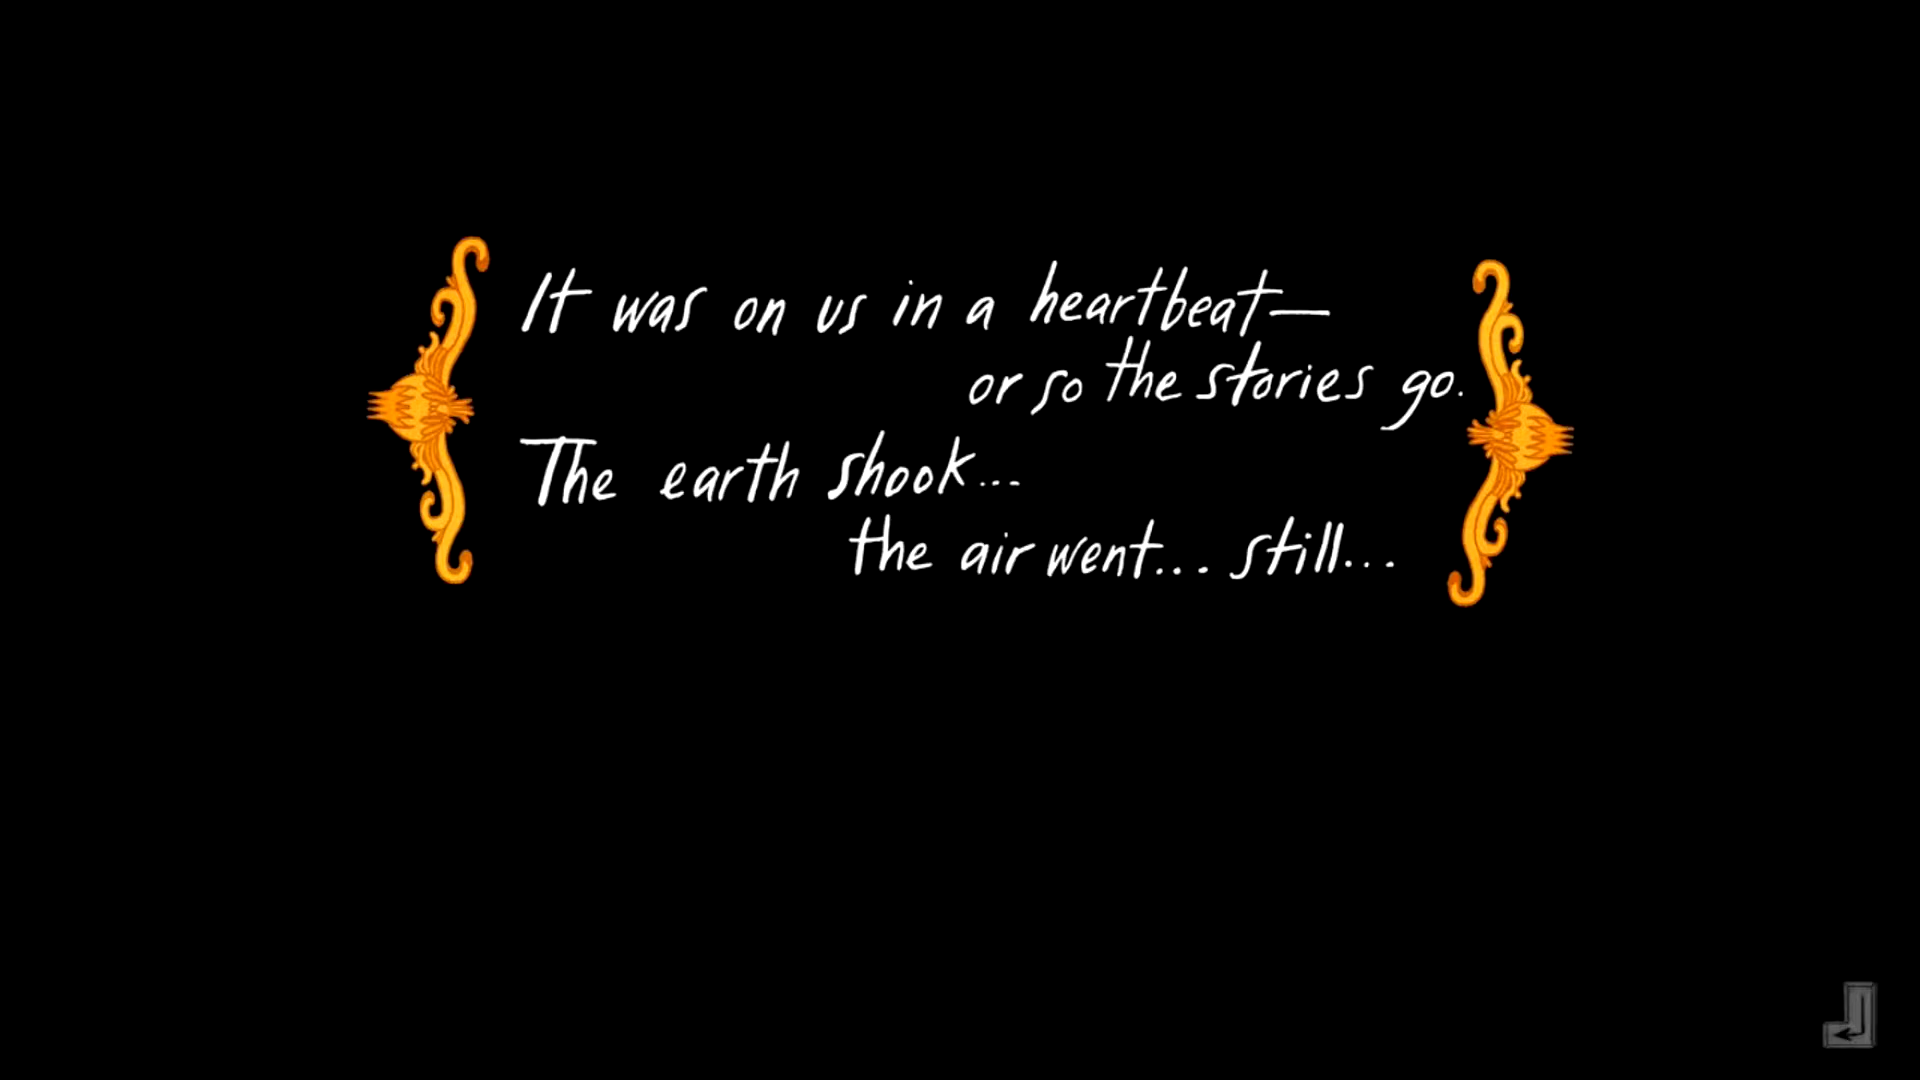 It was on us in a heartbeat—
or so the stories go.
The earth shook...
the air went... still...